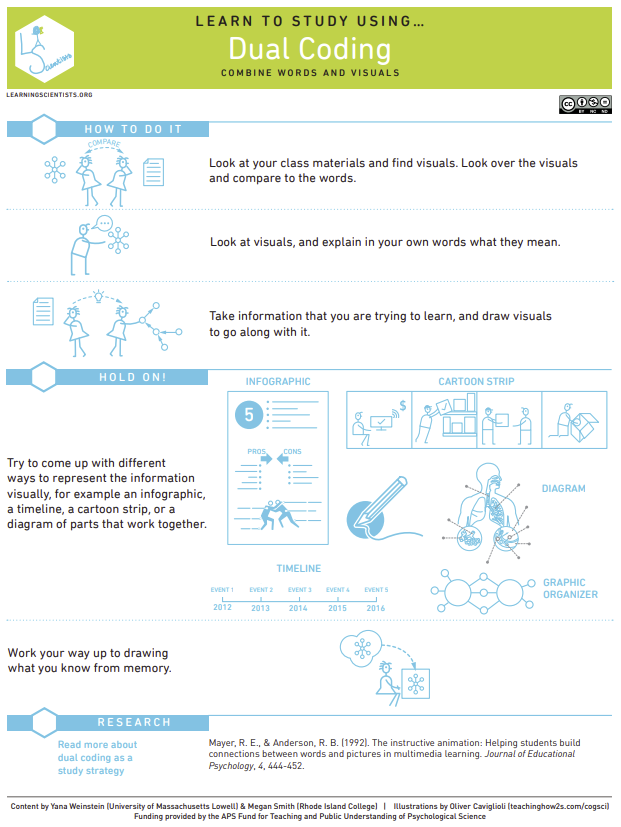 LEARN TO STUDY USING…
Dual Coding
COMBINE WORDS AND VISUALS
LS
Scientists
LEARNINGSCIENTISTS.ORG
CC
BY NC ND
HOW TO DO IT
COMPARE
Look at your class materials and find visuals. Look over the visuals
and compare to the words.
Look at visuals, and explain in your own words what they mean.
Take information that you are trying to learn, and draw visuals
to go along with it.
HOLD ON!
INFOGRAPHIC
CARTOON STRIP
5
$
PROS
CONS
Try to come up with different
ways to represent the information
visually, for example an infographic,
a timeline, a cartoon strip, or a
diagram of parts that work together.
DIAGRAM
TIMELINE
EVENT 1 EVENT 2 EVENT 3 EVENT 4 EVENT 5
2012 2013 2014 2015 2016
GRAPHIC
ORGANIZER
Work your way up to drawing
what you know from memory.
RESEARCH
Read more about
dual coding as a
study strategy
Mayer, R. E., & Anderson, R. B. (1992). The instructive animation: Helping students build
connections between words and pictures in multimedia learning. Journal of Educational
Psychology, 4, 444-452.
Content by Yana Weinstein (University of Massachusetts Lowell) & Megan Smith (Rhode Island College) | Illustrations by Oliver Caviglioli (teachinghow2s.com/cogsci)
Funding provided by the APS Fund for Teaching and Public Understanding of Psychological Science